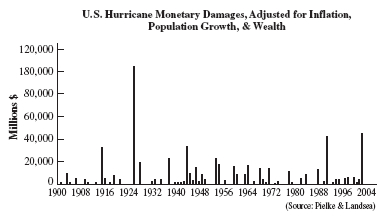 U.S. Hurricane Monetary Damages, Adjusted for Inflation,
Population Growth, & Wealth
Millions $
120,000
180,000
80,000
60,000
40,000
20,000
0
1900 1908 1916 1924 1932 1940 1948 1956 1964 1972 1980 1988 1996 2004
(Source: Pielke & Landsea)